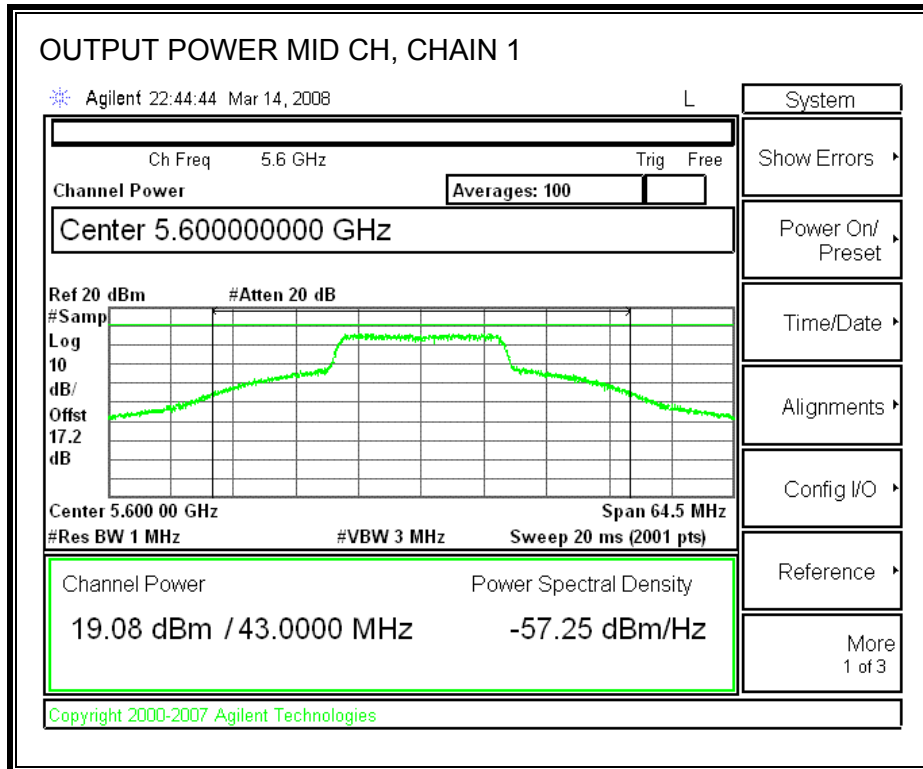 OUTPUT POWER MID CH, CHAIN 1
Agilent 22:44:44 Mar 14, 2008 L
System
Ch Freq 5.6 GHz Trig Free
Show Errors
Channel Power Averages: 100
Center 5.600000000 GHz
Power On/
Preset
Ref 20 dBm #Atten 20 dB
#Samp
Log
10
dB/
Offst
17.2
dB
Time/Date
Alignments
Config I/O
Center 5.600 00 GHz Span 64.5 MHz
#Res BW 1 MHz #VBW 3 MHz Sweep 20 ms (2001 pts)
Channel Power Power Spectral Density
19.08 dBm / 43.0000 MHz -57.25 dBm/Hz
Reference
More
1 of 3
Copyright 2000-2007 Agilent Technologies